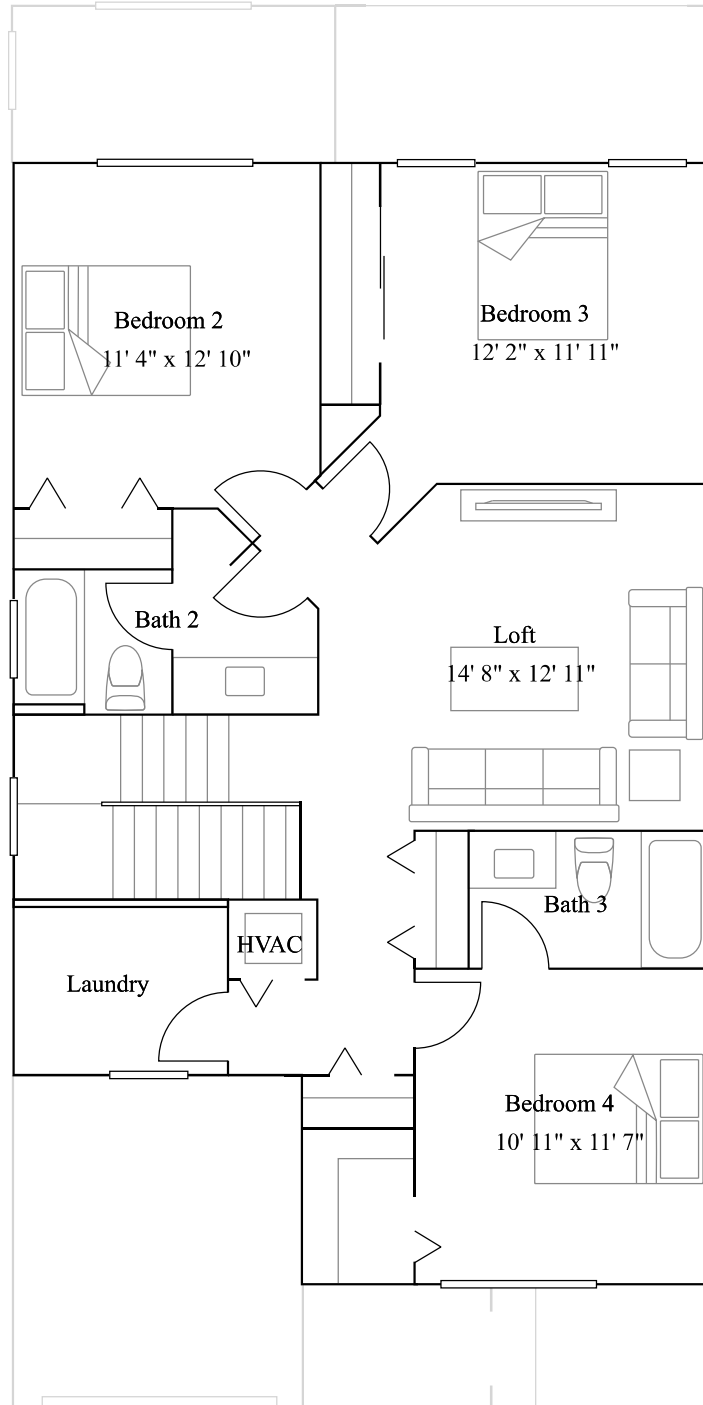 Bedroom 2
11' 4" x 12' 10"
Bedroom 3
12' 2" x 11' 11"
Bath 2
Loft
14' 8" x 12' 11"
Bath 3
HVAC
Laundry
Bedroom 4
10' 11" x 11' 7"